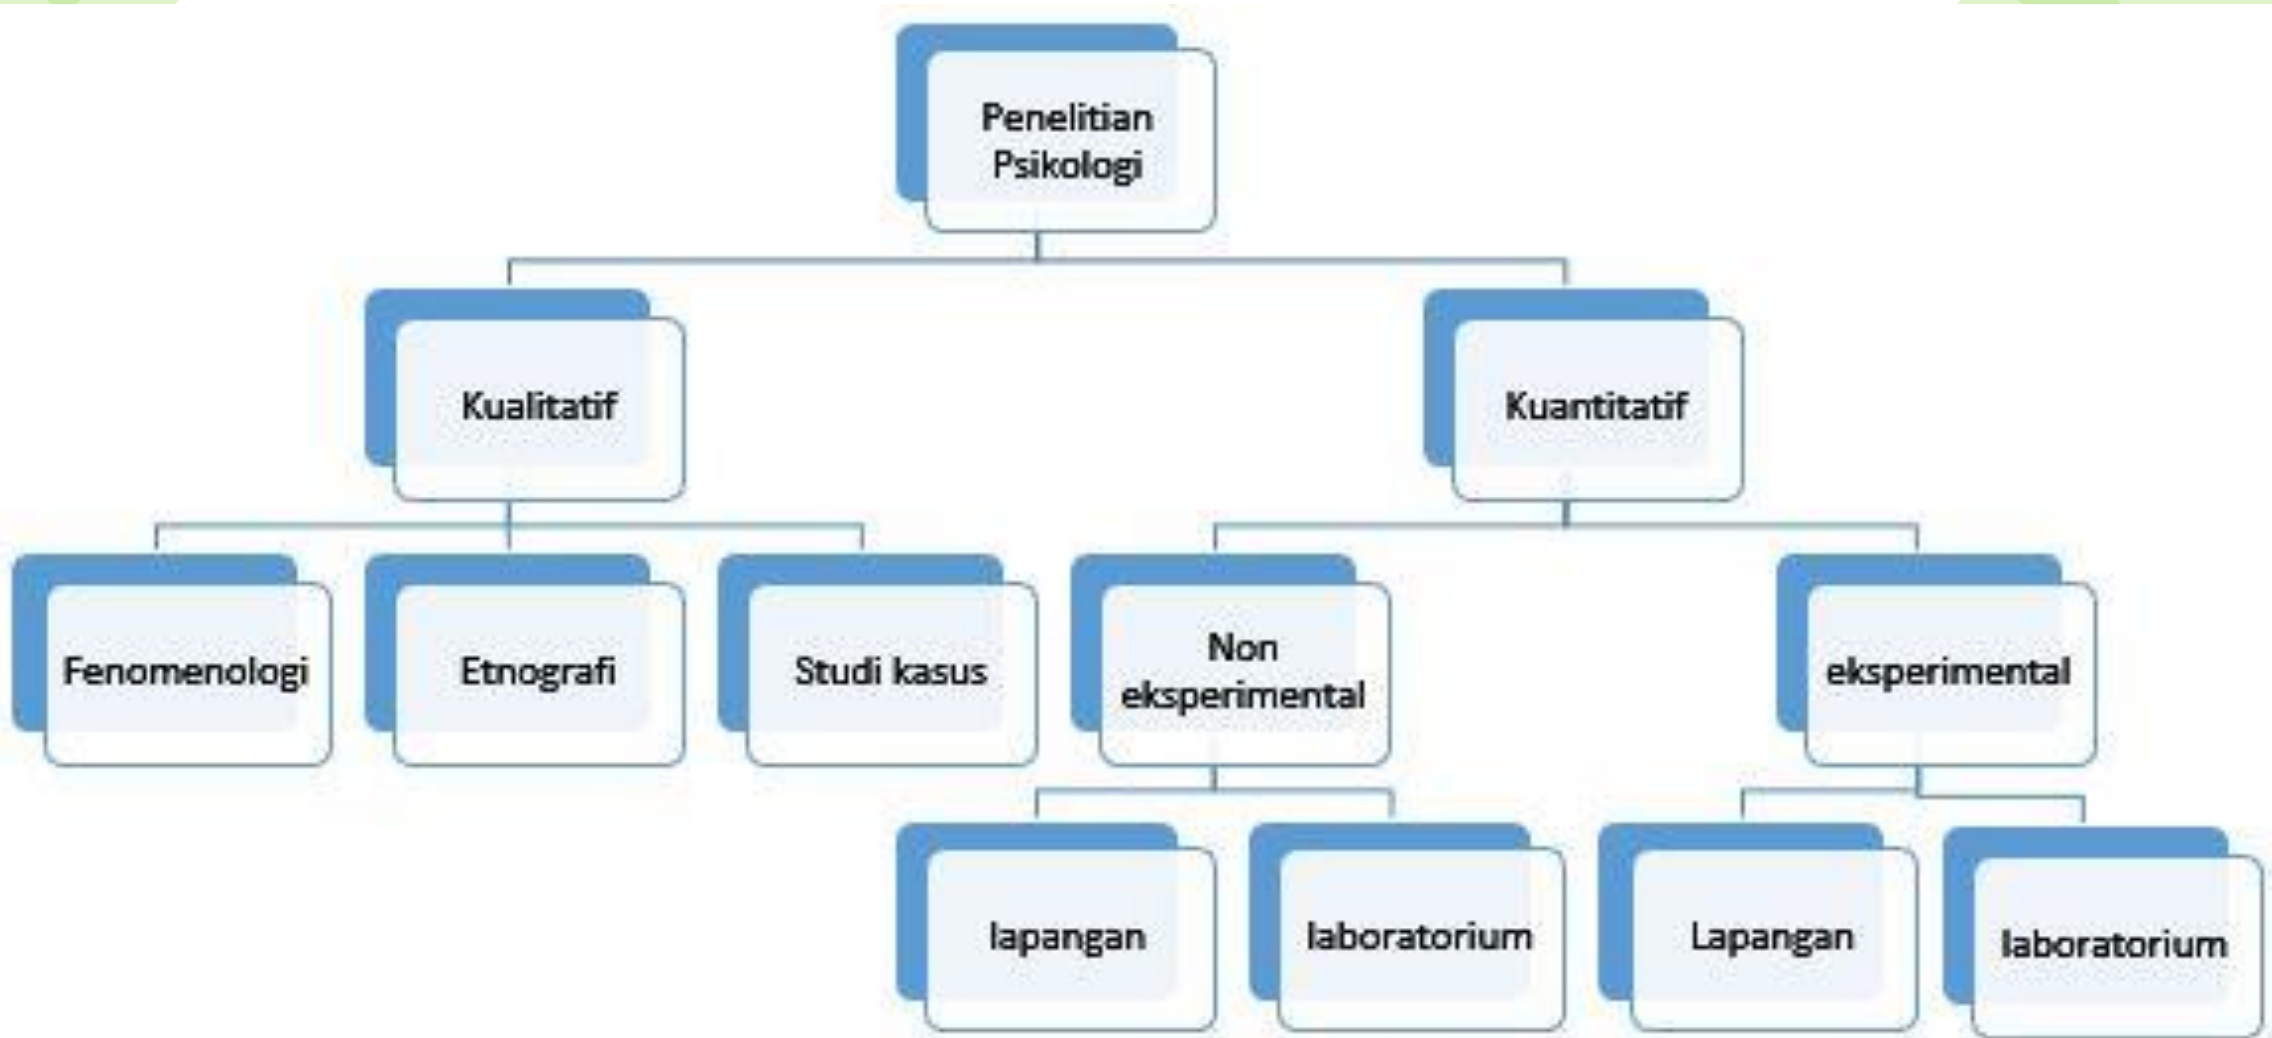 Penelitian
Psikologi
Kualitatif
Kuantitatif
Fenomenologi
Etnografi
Studi kasus
Non
eksperimental
eksperimental
lapangan
laboratorium
Lapangan
laboratorium